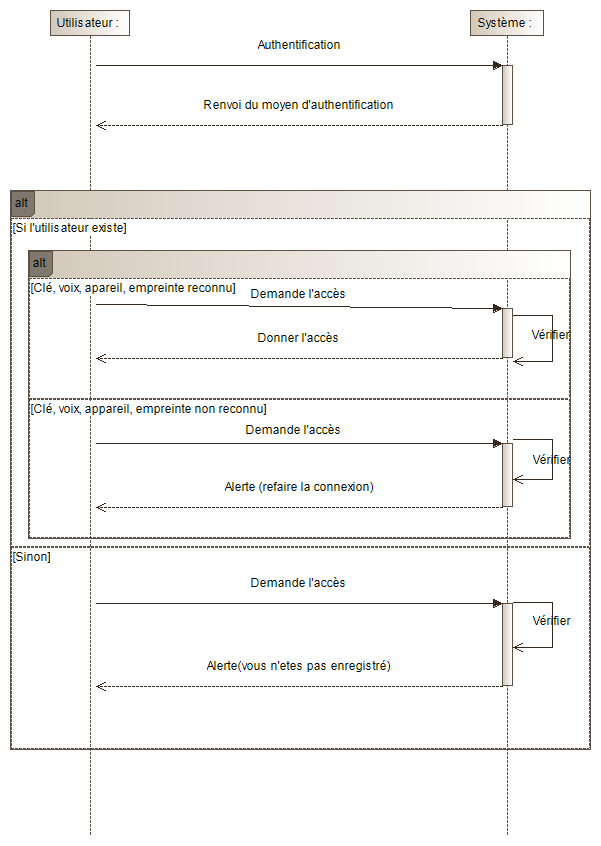 Utilisateur :
Système :
Authentification
Renvoi du moyen d'authentification
alt
[Si l'utilisateur existe]
alt
[Clé, voix, apareil, empreinte reconnu]
Demande l'accès
Vérifier
Donner l'accès
[Clé, voix, appareil, empreinte non reconnu]
Demande l'accès
Vérifier
Alerte (refaire la connexion)
[Sinon]
Demande l'accès
Vérifier
Alerte(vous n'etes pas enregistré)